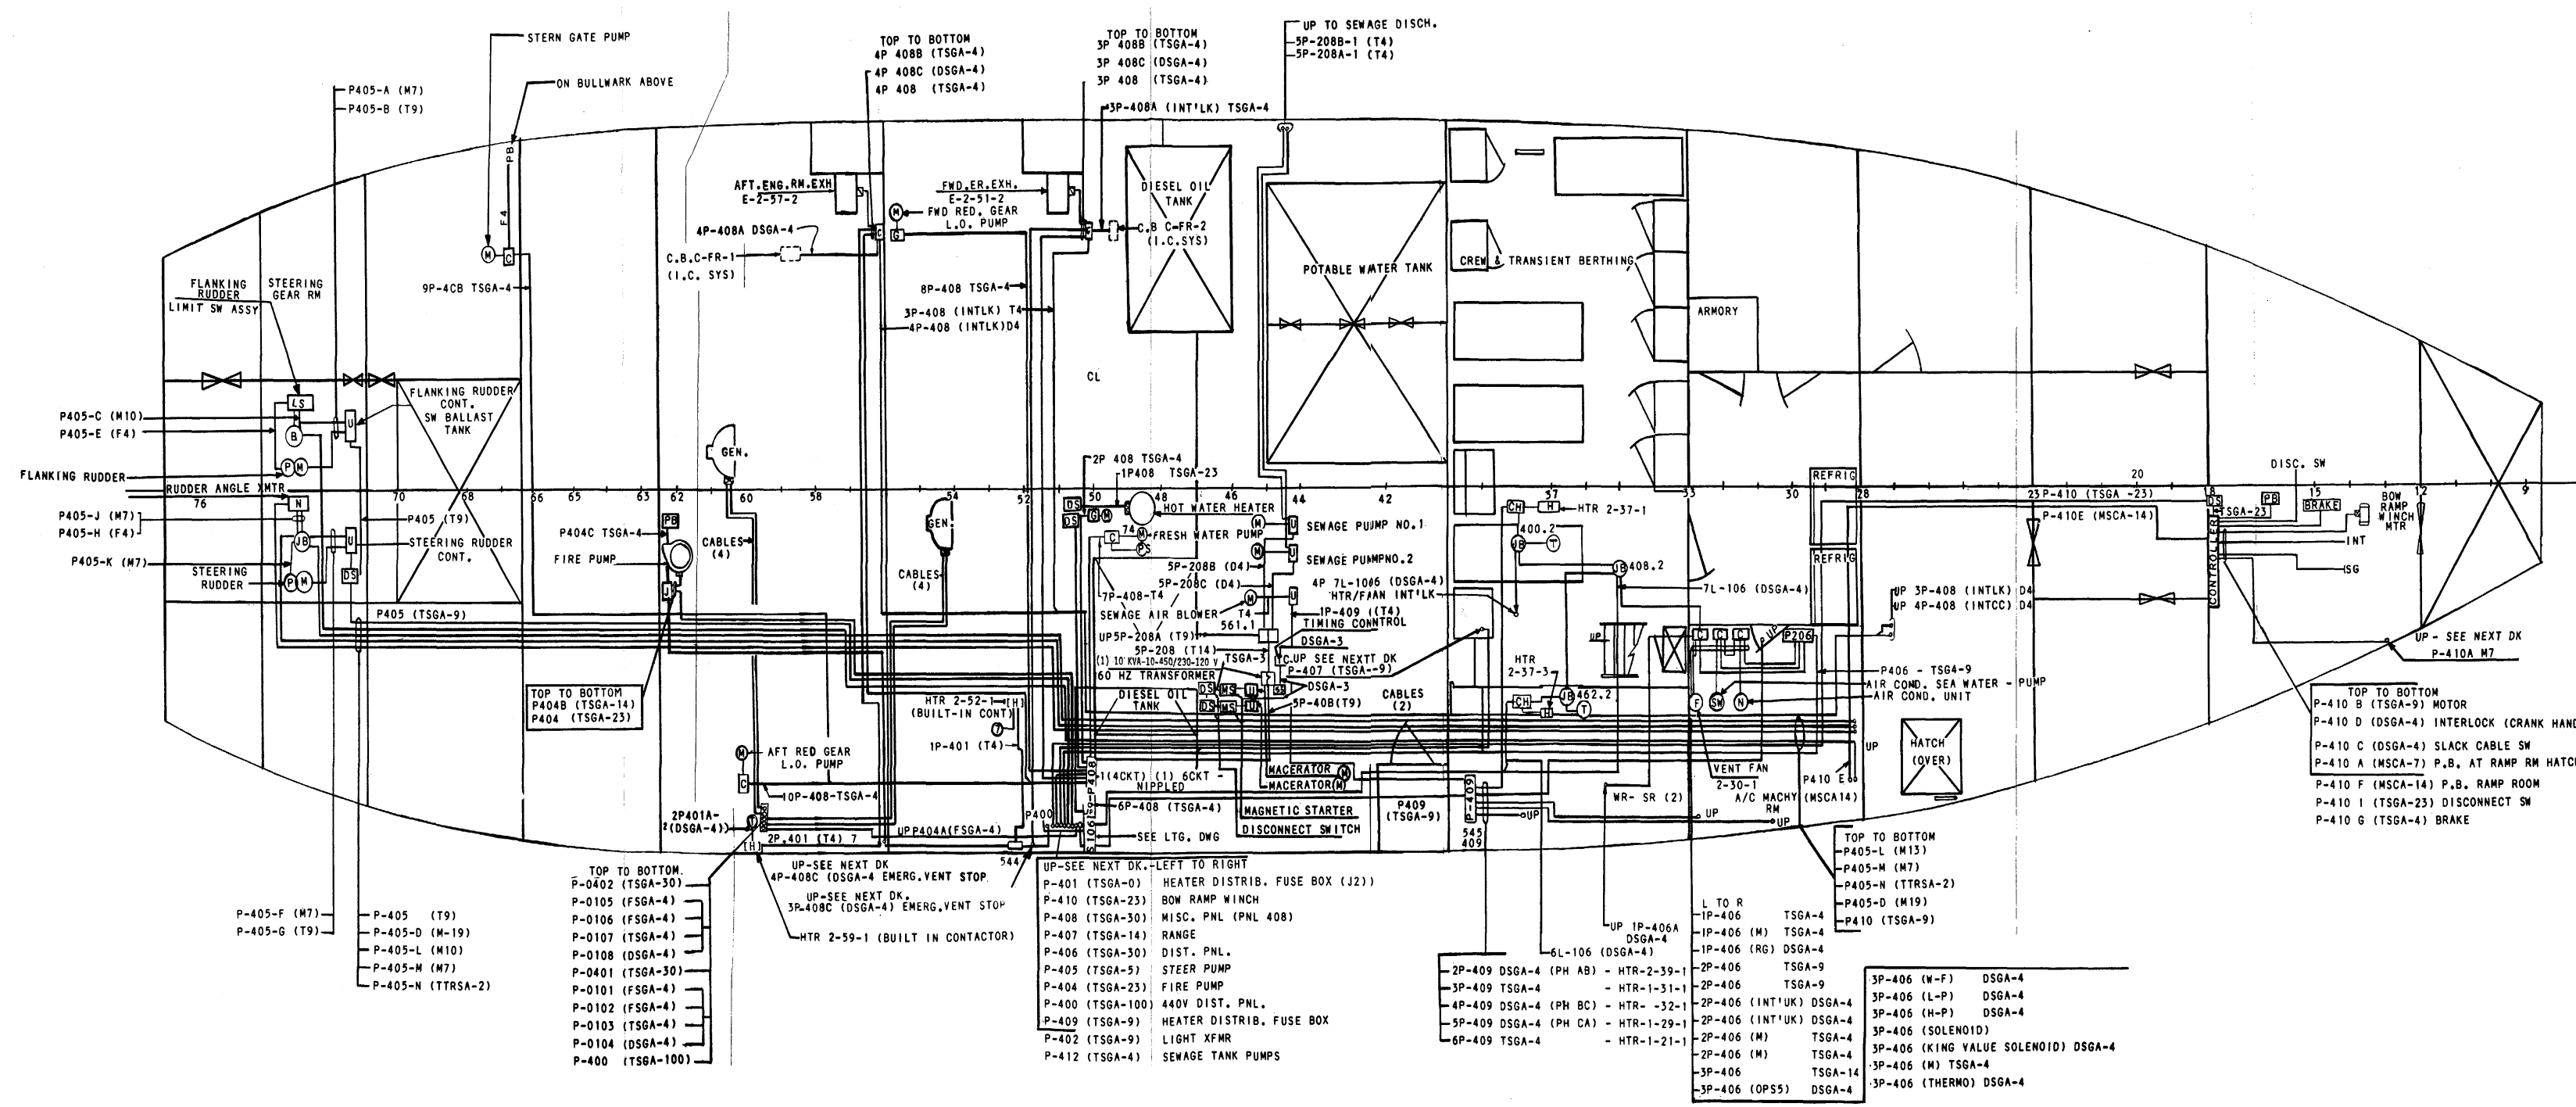 STERN GATE PUMP
ON BULLWARK ABOVE
P405-A (M7)
P405-B (T9)
TOP TO BOTTOM
4P 408B (TSGA-4)
4P 408C (DSGA-4)
4P 408 (TSGA-4)
TOP TO BOTTOM
3P 408B (TSGA-4)
3P 408C (DSGA-4)
3P 408 (TSGA-4)
3P-408A (INT'LK) TSGA-4
UP TO SEWAGE DISCH.
5P-208B-1 (T4)
5P-208A-1 (T4)
PB
F4
M
C
AFT.ENG.RM.EXH
E-2-57-2
FWD.ER.EXH.
E-2-51-2
M
FWD RED. GEAR
L.O. PUMP
C
G
4P-408A DSGA-4
C.B.C-FR-1
(I.C. SYS)
DIESEL OIL
TANK
C.B C-FR-2
(I.C.SYS)
POTABLE WATER TANK
CREW & TRANSIENT BERTHING
ARMORY
FLANKING
RUDDER
LIMIT SW ASSY
STEERING
GEAR RM
9P-4CB TSGA-4
8P-408 TSGA-4
3P-408 (INTLK) T4
4P-408 (INTLK)D4
CL
P405-C (M10)
P405-E (F4)
LS
B
U
P M
FLANKING RUDDER
CONT.
SW BALLAST
TANK
GEN.
FLANKING RUDDER
RUDDER ANGLE XMTR
76
70
68
66
65
62
60
58
54
52
50
48
46
44
42
37
33
30
28
23
20
18
15
12
9
2P 408 TSGA-4
1P408 TSGA-23
REFRIG
REFRIG
DISC. SW
P-410 (TSGA -23)
P-410E (MSCA-14)
DS
PB
BRAKE
TSGA-23
BOW
RAMP
WINCH
MTR
INT
SG
CONTROLLER
N
P405-J (M7)
P405-H (F4)
P405-K (M7)
JB
U
P M
DS
P405 (T9)
STEERING RUDDER
CONT.
STEERING
RUDDER
P405 (TSGA-9)
P404C TSGA-4
PB
FIRE PUMP
J
CABLES
(4)
GEN.
CABLES
(4)
DS
DS
G
M
HOT WATER HEATER
74
C
M
FRESH WATER PUMP
PS
M
U
SEWAGE PUIJMP NO.1
M
U
SEWAGE PUMMPNO.2
5P-208B (D4)
5P-208C (D4)
4P 7L-1006 (DSGA-4)
HTR/FAAN INT'LK
7P-408-T4
SEWAGE AIR BLOWER
M
U
T4
561.1
1P-409 ((T4)
TIMING CONNTROL
DSGA-3
UP5P-208A (T9)
5P-208 (T14)
TSGA-3
(1) 10 KVA-10-450/230-120 V
60 HZ TRANSFORMER
C
UP SEE NEXTT DK
P-407 (TSGA--9)
DSGA-3
5P-40B(T9)
DS
MS
U
SS
DS
MS
U
DIESEL OIL
TANK
CABLES
(2)
CH
H
HTR 2-37-1
400.2
JB
T
JB
408.2
7L-106 (DSGA-4)
UP
HTR
2-37-3
CH
H
JB
462.2
T
C
C
C
UP
P206
UP 3P-408 (INTLK) D4
UP 4P-408 (INTCC) D4
P406 - TSG4-9
AIR COND. SEA WATER - PUMP
AIR COND. UNIT
F
SW
N
UP - SEE NEXT DK
P-410A M7
TOP TO BOTTOM
P404B (TSGA-14)
P404 (TSGA-23)
HTR 2-52-1
[H]
(BUILT-IN CONT)
7
1P-401 (T4)
M
AFT RED GEAR
L.O. PUMP
C
10P-408-TSGA-4
2P401A-
2(DSGA-4))
T
UPP404A(FSGA-4)
2P,401 (T4) 7
[H]
P400
S 106
19-P408
544
1(4CKT) (1) 6CKT -
NIPPLED
6P-408 (TSGA-4)
SEE LTG. DWG
MACERATOR
M
MACERATOR(M)
MAGNETIC STARTER
DISCONNECT SWITCH
P409
(TSGA-9)
P-409
545
409
UP
UP
UP
WR- SR (2)
VENT FAN
2-30-1
A/C MACHY
RM
P410 E
(MSCA14)
UP
HATCH
(OVER)
TOP TO BOTTOM
P-410 B (TSGA-9) MOTOR
P-410 D (DSGA-4) INTERLOCK (CRANK HAND
P-410 C (DSGA-4) SLACK CABLE SW
P-410 A (MSCA-7) P.B. AT RAMP RM HATC
P-410 F (MSCA-14) P.B. RAMP ROOM
P-410 I (TSGA-23) DISCONNECT SW
P-410 G (TSGA-4) BRAKE
TOP TO BOTTOM
P405-L (M13)
P405-M (M7)
P405-N (TTRSA-2)
P405-D (M19)
P410 (TSGA-9)
P-405-F (M7)
P-405-G (T9)
P-405 (T9)
P-405-D (M-19)
P-405-L (M10)
P-405-M (M7)
P-405-N (TTRSA-2)
TOP TO BOTTOM.
P-0402 (TSGA-30)
P-0105 (FSGA-4)
P-0106 (FSGA-4)
P-0107 (TSGA-4)
P-0108 (DSGA-4)
P-0401 (TSGA-30)
P-0101 (FSGA-4)
P-0102 (FSGA-4)
P-0103 (TSGA-4)
P-0104 (DSGA-4)
P-400 (TSGA-100)
UP-SEE NEXT DK
4P-408C (DSGA-4 EMERG.VENT STOP
UP-SEE NEXT DK.
3P-408C (DSGA-4) EMERG.VENT STOP
HTR 2-59-1 (BUILT IN CONTACTOR)
UP-SEE NEXT DK.-LEFT TO RIGHT
P-401 (TSGA-0) HEATER DISTRIB. FUSE BOX (J2))
P-410 (TSGA-23) BOW RAMP WINCH
P-408 (TSGA-30) MISC. PNL (PNL 408)
P-407 (TSGA-14) RANGE
P-406 (TSGA-30) DIST. PNL.
P-405 (TSGA-5) STEER PUMP
P-404 (TSGA-23) FIRE PUMP
P-400 (TSGA-100) 440V DIST. PNL.
P-409 (TSGA-9) HEATER DISTRIB. FUSE BOX
P-402 (TSGA-9) LIGHT XFMR
P-412 (TSGA-4) SEWAGE TANK PUMPS
UP 1P-406A
DSGA-4
6L-106 (DSGA-4)
2P-409 DSGA-4 (PH AB) - HTR-2-39-1
3P-409 TSGA-4 - HTR-1-31-1
4P-409 DSGA-4 (PH BC) - HTR- -32-1
5P-409 DSGA-4 (PH CA) - HTR-1-29-1
6P-409 TSGA-4 - HTR-1-21-1
L TO R
1P-406 TSGA-4
1P-406 (M) TSGA-4
1P-406 (RG) DSGA-4
2P-406 TSGA-9
2P-406 TSGA-9
2P-406 (INT'UK) DSGA-4
2P-406 (INT'UK) DSGA-4
2P-406 (M) TSGA-4
2P-406 (M) TSGA-4
3P-406 TSGA-14
3P-406 (OPS5) DSGA-4
3P-406 (W-F) DSGA-4
3P-406 (L-P) DSGA-4
3P-406 (H-P) DSGA-4
3P-406 (SOLENOID)
3P-406 (KING VALUE SOLENOID) DSGA-4
3P-406 (M) TSGA-4
3P-406 (THERMO) DSGA-4